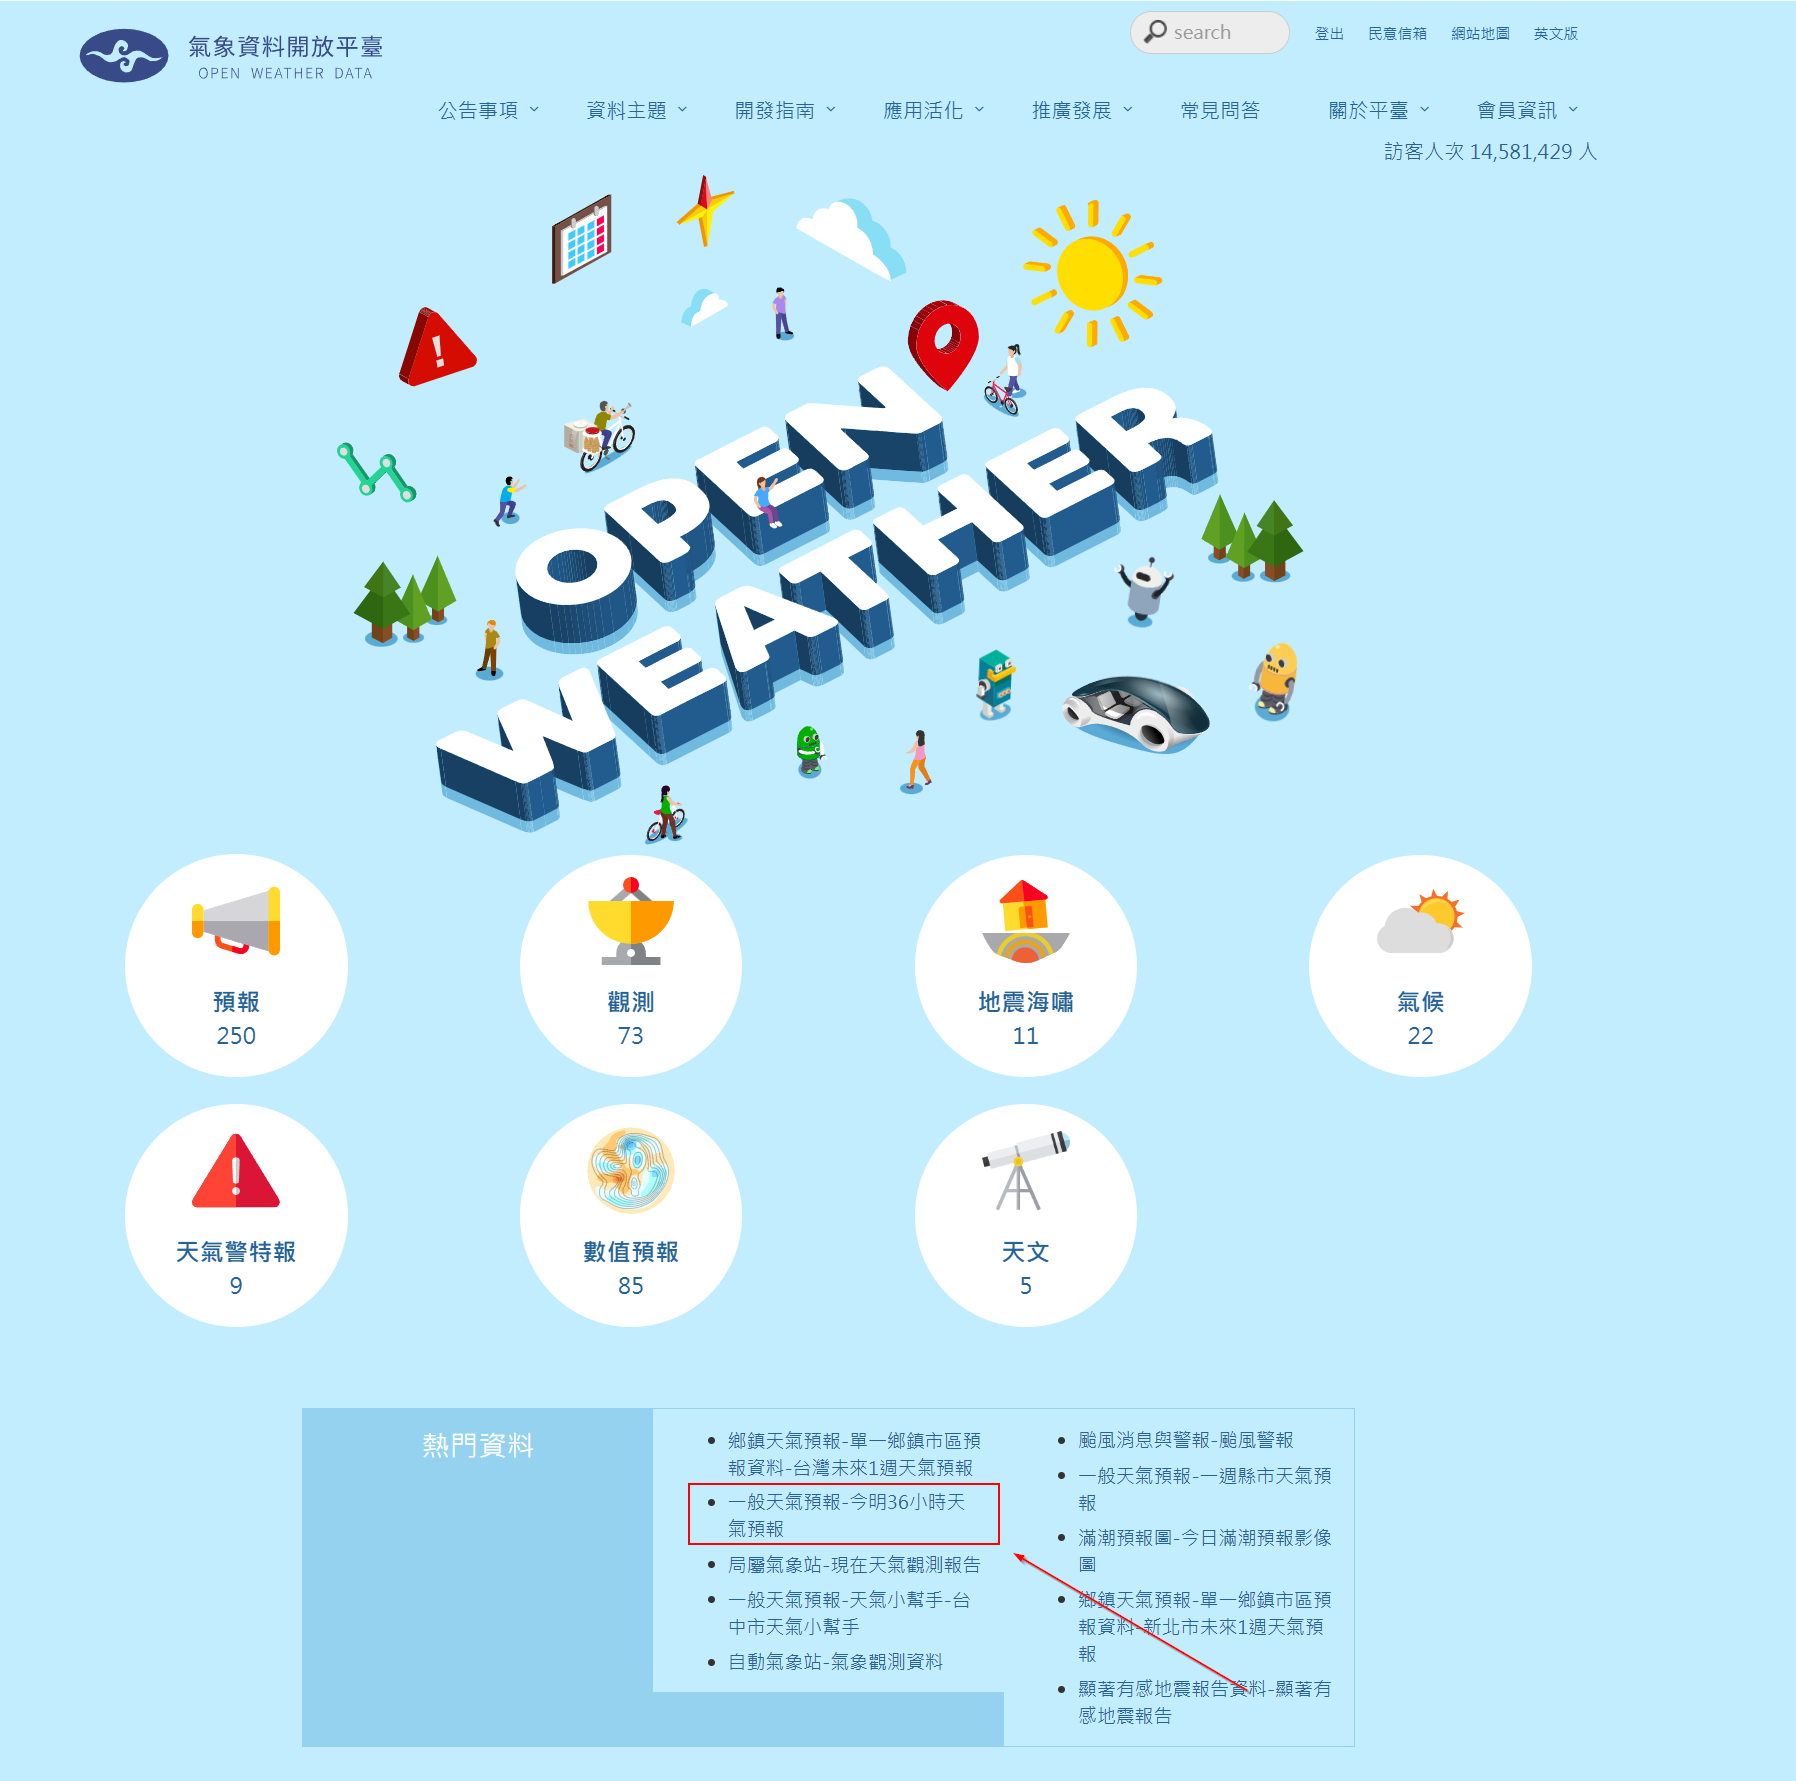 氣象資料開放平臺
OPEN WEATHER DATA
search
登出 民意信箱 網站地圖 英文版
公告事項 資料主題 開發指南 應用活化 推廣發展 常見問答 關於平臺 會員資訊
訪客人次 14,581,429 人
OPEN
WEATHER
預報
250
觀測
73
地震海嘯
11
氣候
22
天氣警特報
9
數值預報
85
天文
5
熱門資料
鄉鎮天氣預報-單一鄉鎮市區預
報資料-台灣未來1週天氣預報
一般天氣預報-今明36小時天
氣預報
局屬氣象站-現在天氣觀測報告
一般天氣預報-天氣小幫手-台
中市天氣小幫手
自動氣象站-氣象觀測資料
颱風消息與警報-颱風警報
一般天氣預報-一週縣市天氣預
報
滿潮預報圖-今日滿潮預報影像
圖
鄉鎮天氣預報-單一鄉鎮市區預
報資料-新北市未來1週天氣預
報
顯著有感地震報告資料-顯著有
感地震報告